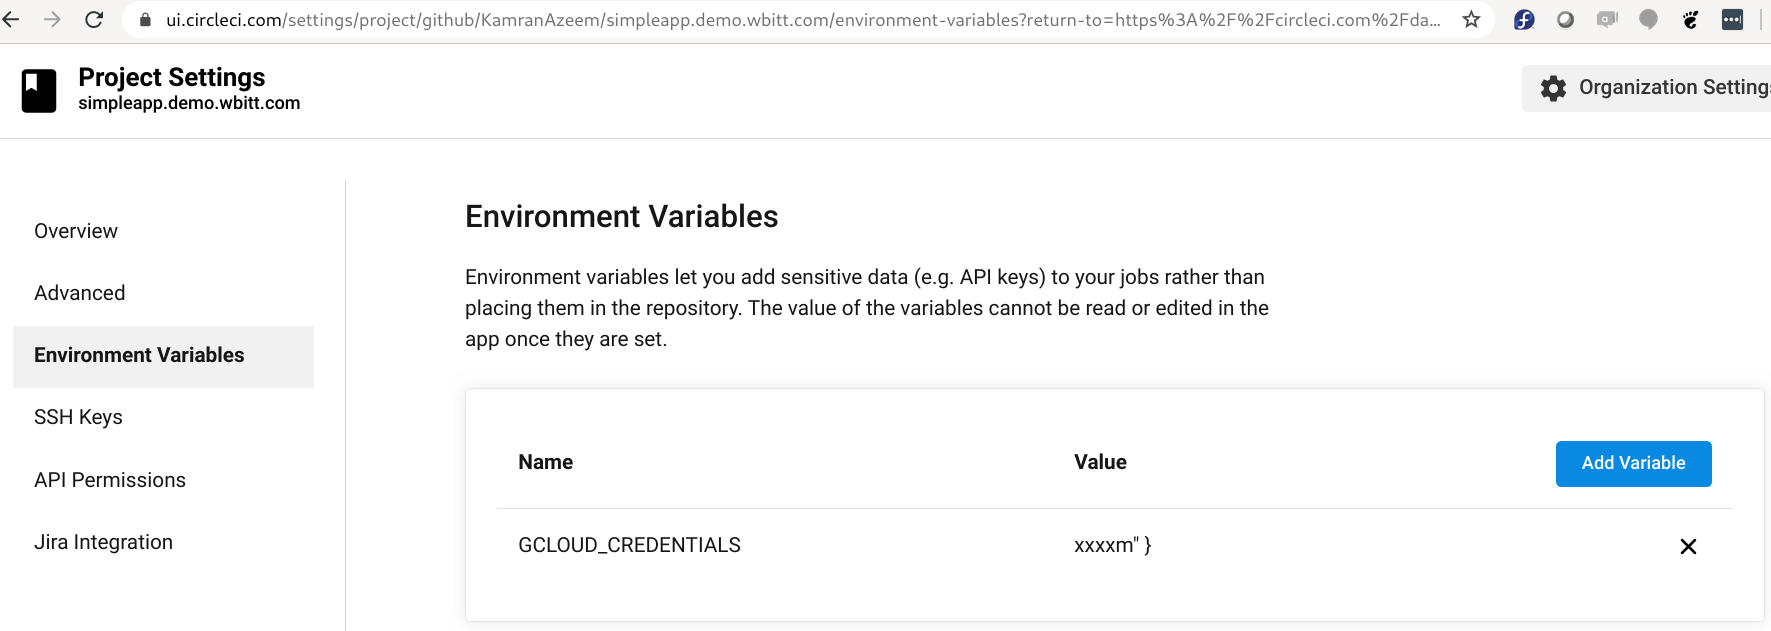 ui.circleci.com/settings/project/github/KamranAzeem/simpleapp.demo.wbitt.com/environment-variables?return-to=https%3A%2F%2Fcircleci.com%2Fda...
Project Settings
simpleapp.demo.wbitt.com
Organization Settings
Overview
Advanced
Environment Variables
SSH Keys
API Permissions
Jira Integration
Environment Variables
Environment variables let you add sensitive data (e.g. API keys) to your jobs rather than
placing them in the repository. The value of the variables cannot be read or edited in the
app once they are set.
Name Value Add Variable
GCLOUD_CREDENTIALS xxxxm" }